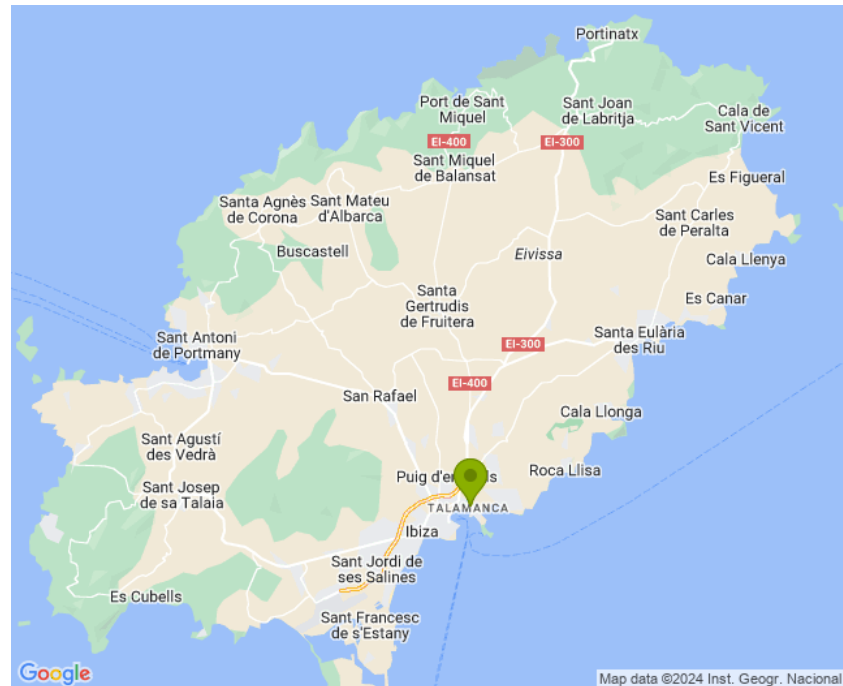 Portinatx
Port de Sant
Miquel
Sant Joan
de Labritja
Cala de
Sant Vicent
EI-400
EI-300
Sant Miquel
de Balansat
Es Figueral
Santa Agnès
de Corona
Sant Mateu
d'Albarca
Sant Carles
de Peralta
Buscastell
Eivissa
Cala Llenya
Santa
Gertrudis
de Fruitera
Es Canar
Sant Antoni
de Portmany
Santa Eulària
des Riu
EI-300
EI-400
San Rafael
Cala Llonga
Sant Agustí
des Vedrà
Roca Llisa
Sant Josep
de sa Talaia
TALAMANCA
Ibiza
Sant Jordi de
ses Salines
Es Cubells
Sant Francesc
de s'Estany
Google
Map data ©2024 Inst. Geogr. Nacional